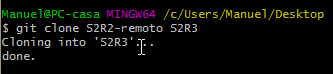 Manuel@PC-casa MINGW64 /c/Users/Manuel/Desktop
$ git clone S2R2-remoto S2R3
Cloning into 'S2R3'...
done.